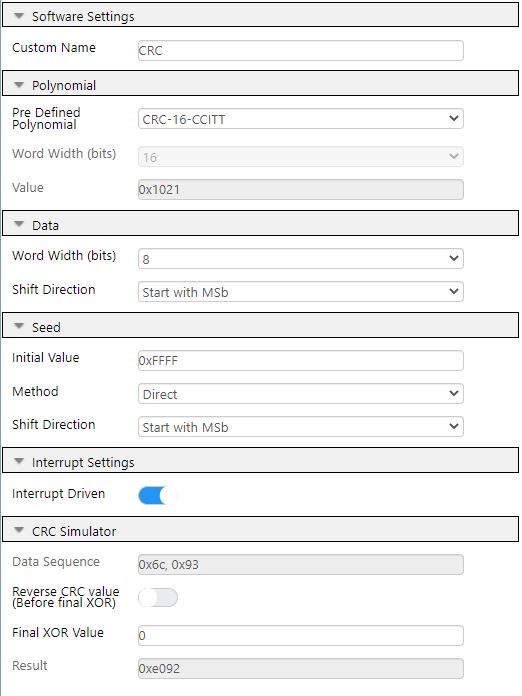 Software Settings
Custom Name CRC
Polynomial
Pre Defined
Polynomial CRC-16-CCITT
Word Width (bits) 16
Value 0x1021
Data
Word Width (bits) 8
Shift Direction Start with MSb
Seed
Initial Value 0xFFFF
Method Direct
Shift Direction Start with MSb
Interrupt Settings
Interrupt Driven
CRC Simulator
Data Sequence 0x6c, 0x93
Reverse CRC value
(Before final XOR)
Final XOR Value 0
Result 0xe092